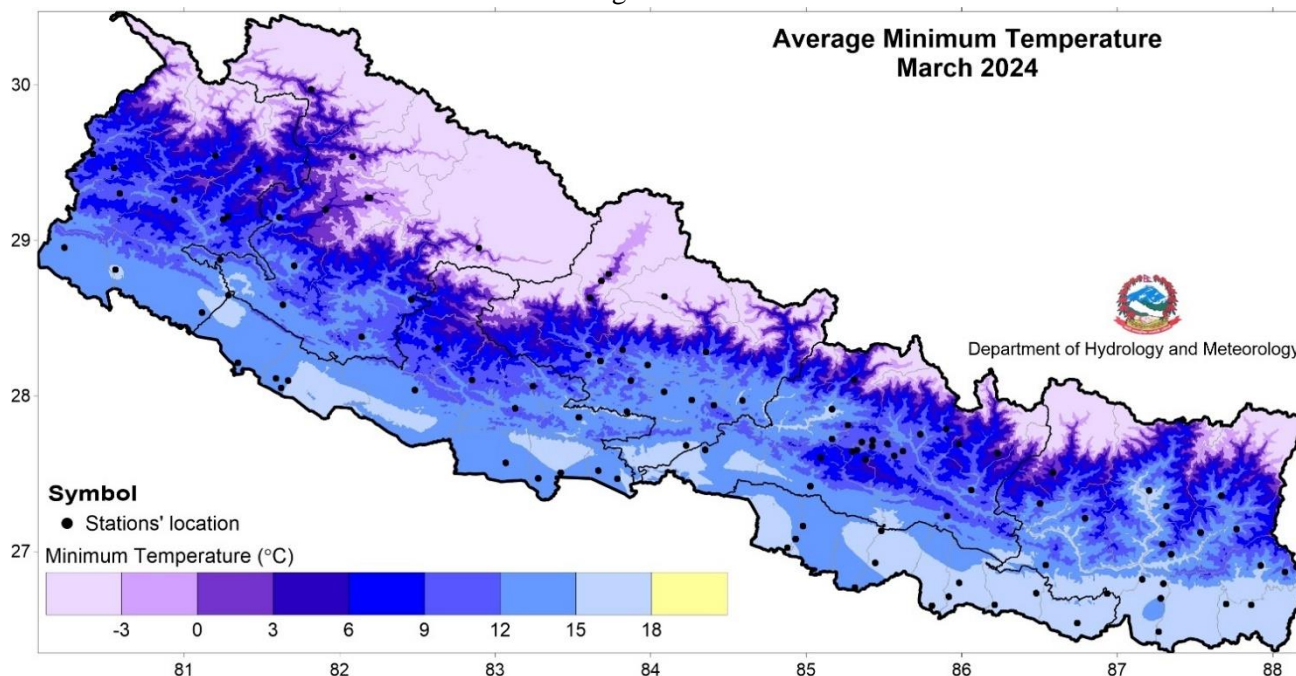 Average Minimum Temperature
March 2024
30
29
28
27
Department of Hydrology and Meteorology
Symbol
Stations' location
Minimum Temperature (°C)
-3 0 3 6 9 12 15 18
81 82 83 84 85 86 87 88